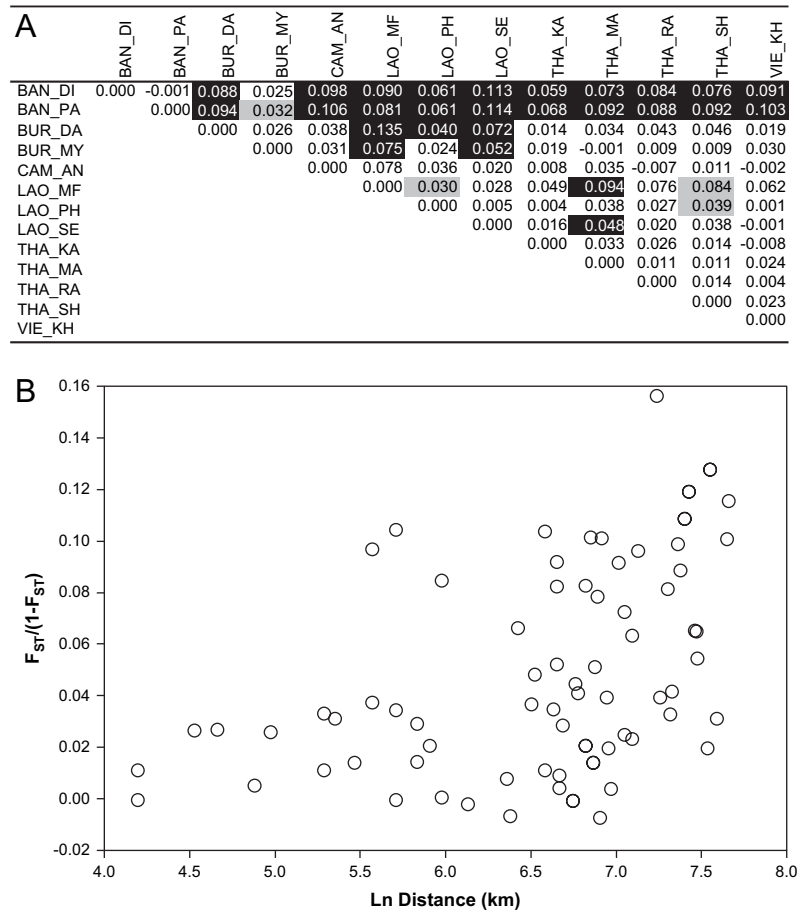 A
BAN_DI BAN_PA BUR_DA BUR_MY CAM_AN LAO_MF LAO_PH LAO_SE THA_KA THA_MA THA_RA THA_SH VIE_KH
BAN_DI 0.000 -0.001 0.088 0.025 0.098 0.090 0.061 0.113 0.059 0.073 0.084 0.076 0.091
BAN_PA 0.000 0.094 0.032 0.106 0.081 0.061 0.114 0.068 0.092 0.088 0.092 0.103
BUR_DA 0.000 0.026 0.038 0.135 0.040 0.072 0.014 0.034 0.043 0.046 0.019
BUR_MY 0.000 0.031 0.075 0.024 0.052 0.019 -0.001 0.009 0.009 0.030
CAM_AN 0.000 0.078 0.036 0.020 0.008 0.035 -0.007 0.011 -0.002
LAO_MF 0.000 0.030 0.028 0.049 0.094 0.076 0.084 0.062
LAO_PH 0.000 0.005 0.004 0.038 0.027 0.039 0.001
LAO_SE 0.000 0.016 0.048 0.020 0.038 -0.001
THA_KA 0.000 0.033 0.026 0.014 -0.008
THA_MA 0.000 0.011 0.011 0.024
THA_RA 0.000 0.014 0.004
THA_SH 0.000 0.023
VIE_KH 0.000
B
0.16
0.14
0.12
0.10
0.08
0.06
0.04
0.02
0.00
-0.02
F_ST/(1-F_ST)
4.0 4.5 5.0 5.5 6.0 6.5 7.0 7.5 8.0
Ln Distance (km)